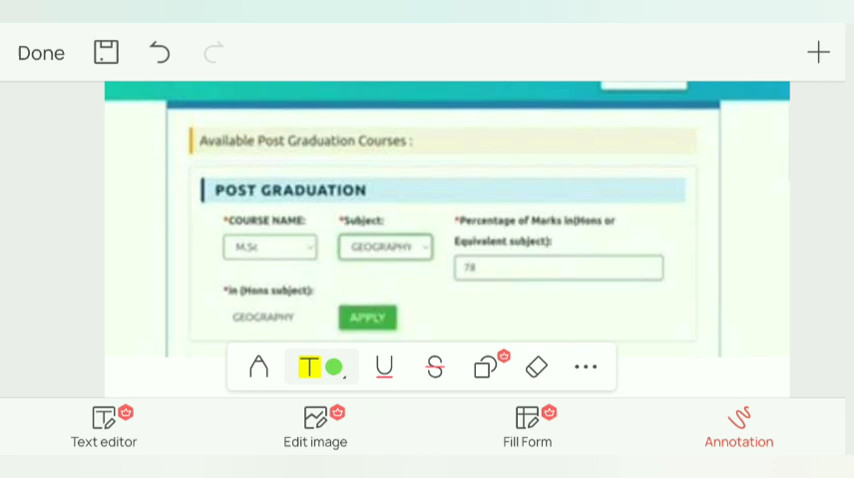 Done
Available Post Graduation Courses :
POST GRADUATION
*COURSE NAME: *Subject: *Percentage of Marks in(Hons or
Equivalent subject):
M.Sc GEOGRAPHY
78
*in (Hons subject):
GEOGRAPHY APPLY
T U S
Text editor Edit image Fill Form Annotation